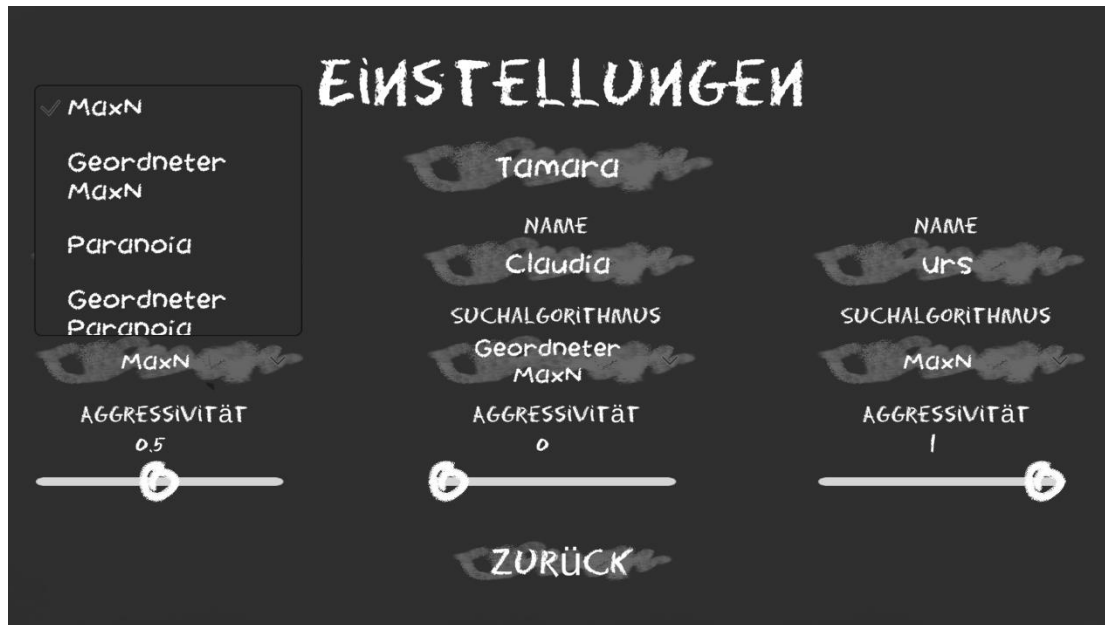 EINSTELLUNGEN
MaxN
Geordneter
MaxN
Paranoia
Geordneter
Paranoia
MaxN
AGGRESSIVITÄT
0.5
Tamara
NAME
Claudia
SUCHALGORITHMUS
Geordneter
MaxN
AGGRESSIVITÄT
0
NAME
urs
SUCHALGORITHMUS
MaxN
AGGRESSIVITÄT
1
ZURÜCK